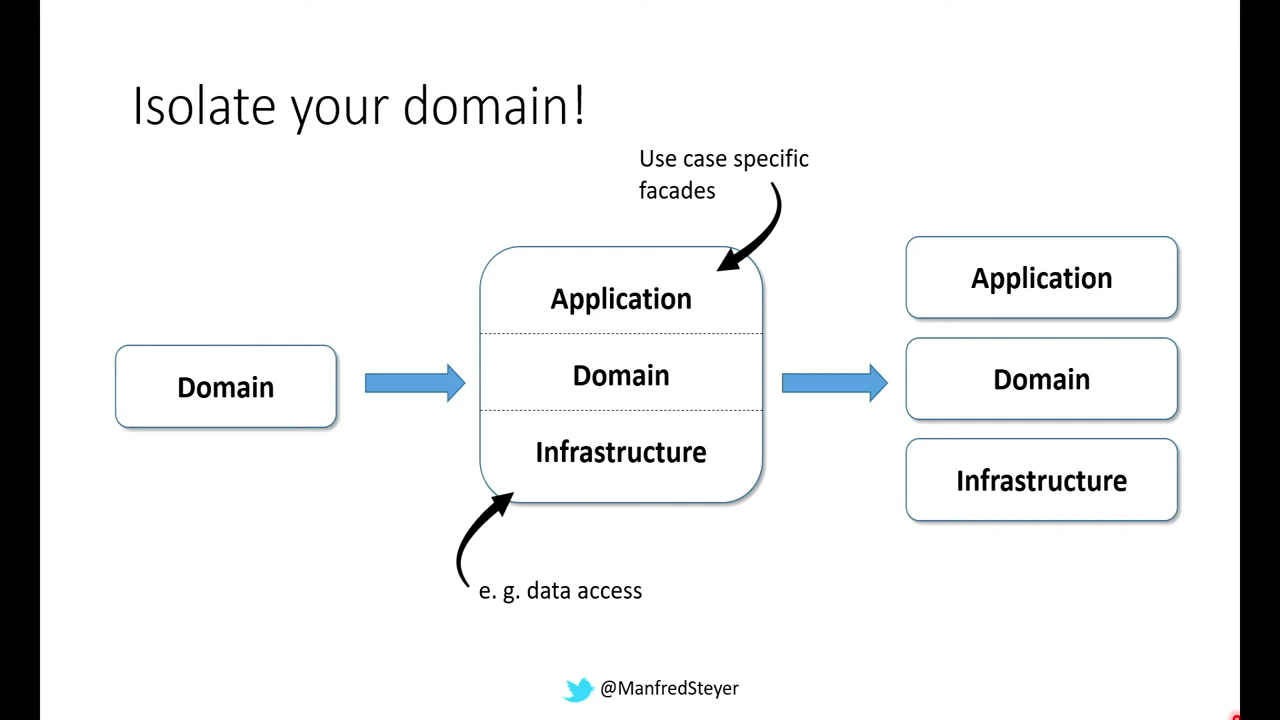 Isolate your domain!
Use case specific
facades
Domain
Application
Domain
Infrastructure
Application
Domain
Infrastructure
e. g. data access
@ManfredSteyer